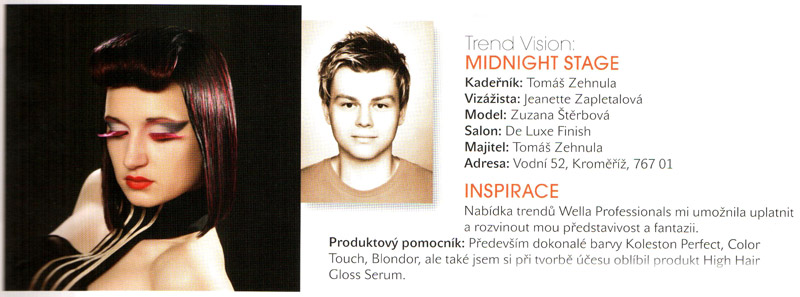 Trend Vision:
MIDNIGHT STAGE
Kadeřník: Tomáš Zehnula
Vizážista: Jeanette Zapletalová
Model: Zuzana Štěrbová
Salon: De Luxe Finish
Majitel: Tomáš Zehnula
Adresa: Vodní 52, Kroměříž, 767 01
INSPIRACE
Nabídka trendů Wella Professionals mi umožnila uplatnit
a rozvinout mou představivost a fantazii.
Produktový pomocník: Především dokonalé barvy Koleston Perfect, Color
Touch, Blondor, ale také jsem si při tvorbě účesu oblíbil produkt High Hair
Gloss Serum.